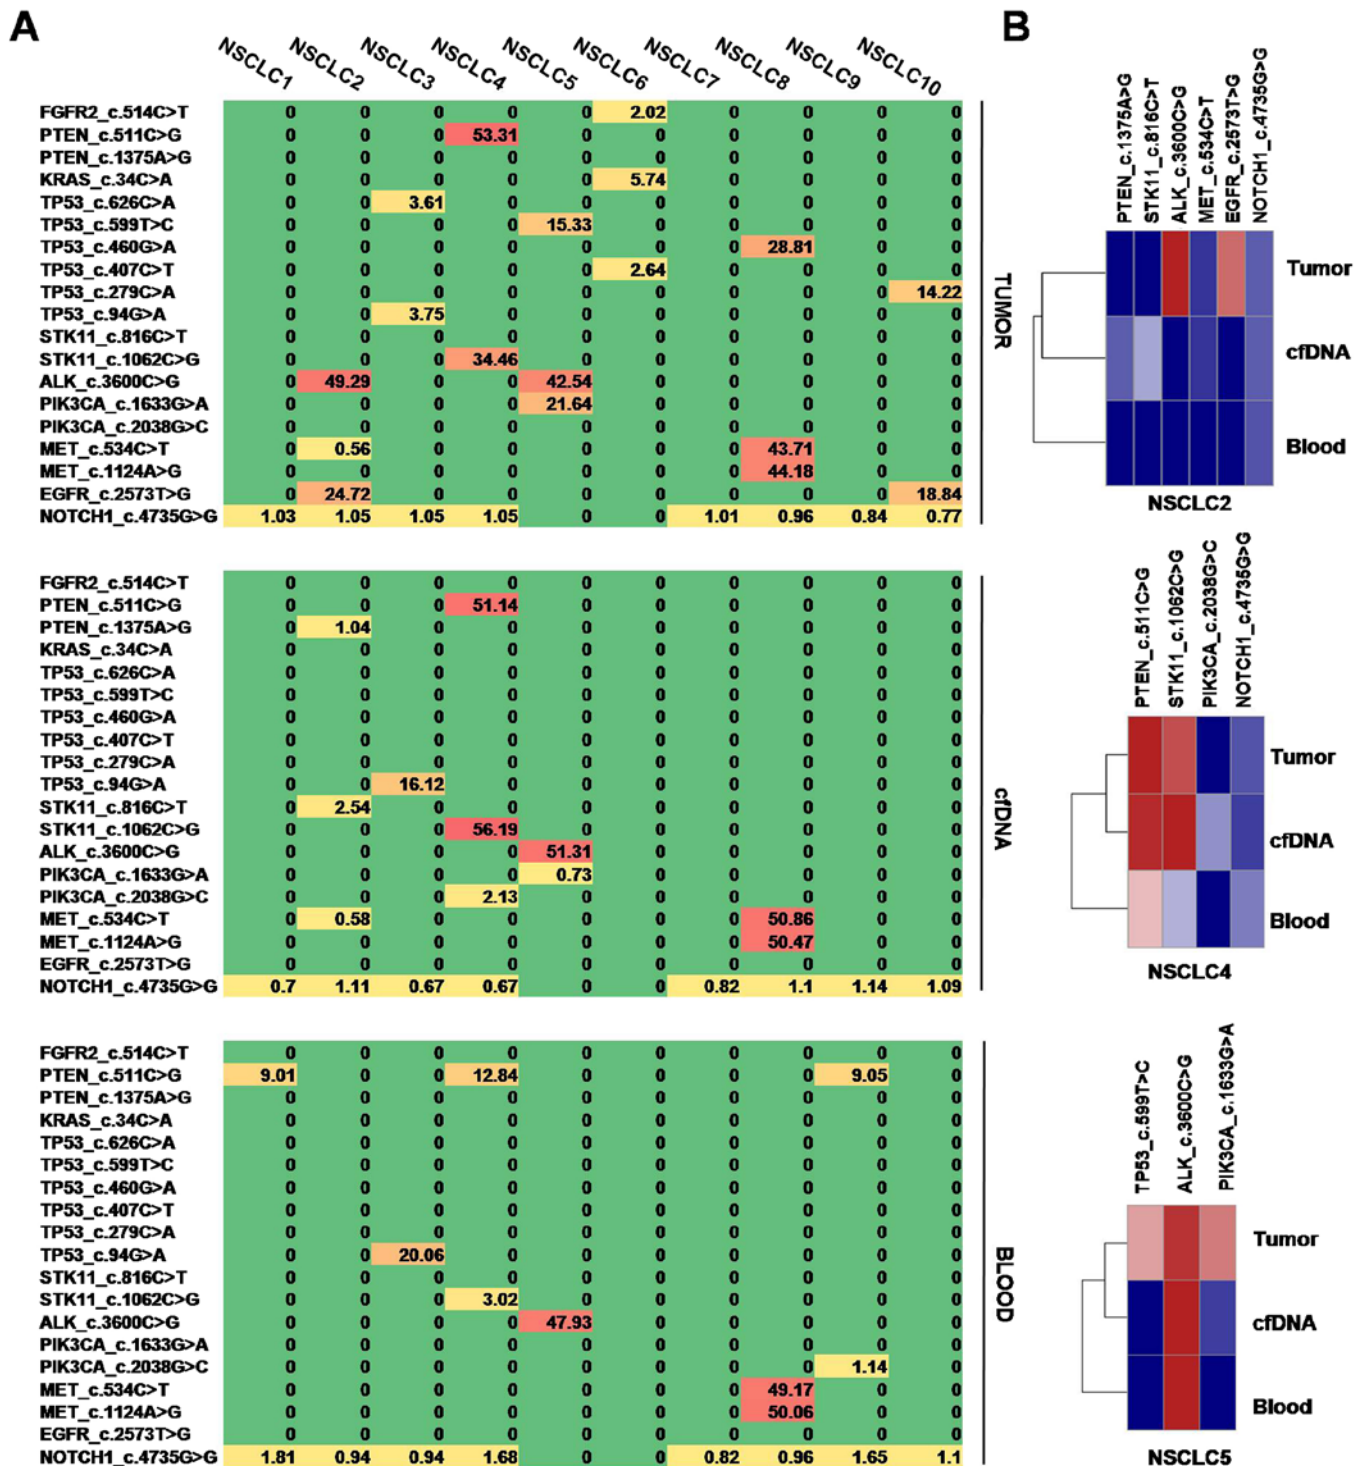 A
B
NSCLC1 NSCLC2 NSCLC3 NSCLC4 NSCLC5 NSCLC6 NSCLC7 NSCLC8 NSCLC9 NSCLC10
FGFR2_c.514C>T 0 0 0 0 0 2.02 0 0 0 0
PTEN_c.511C>G 0 0 0 53.31 0 0 0 0 0 0
PTEN_c.1375A>G 0 0 0 0 0 0 0 0 0 0
KRAS_c.34C>A 0 0 0 0 0 5.74 0 0 0 0
TP53_c.626C>A 0 0 3.61 0 0 0 0 0 0 0
TP53_c.599T>C 0 0 0 0 15.33 0 0 0 0 0
TP53_c.460G>A 0 0 0 0 0 0 0 28.81 0 0
TP53_c.407C>T 0 0 0 0 0 2.64 0 0 0 0
TP53_c.279C>A 0 0 0 0 0 0 0 0 0 14.22
TP53_c.94G>A 0 0 3.75 0 0 0 0 0 0 0
STK11_c.816C>T 0 0 0 0 0 0 0 0 0 0
STK11_c.1062C>G 0 0 0 34.46 0 0 0 0 0 0
ALK_c.3600C>G 0 49.29 0 0 42.54 0 0 0 0 0
PIK3CA_c.1633G>A 0 0 0 0 21.64 0 0 0 0 0
PIK3CA_c.2038G>C 0 0 0 0 0 0 0 0 0 0
MET_c.534C>T 0 0.56 0 0 0 0 0 43.71 0 0
MET_c.1124A>G 0 0 0 0 0 0 0 44.18 0 0
EGFR_c.2573T>G 0 24.72 0 0 0 0 0 0 0 18.84
NOTCH1_c.4735G>G 1.03 1.05 1.05 1.05 0 0 1.01 0.96 0.84 0.77
TUMOR
FGFR2_c.514C>T 0 0 0 0 0 0 0 0 0 0
PTEN_c.511C>G 0 0 0 51.14 0 0 0 0 0 0
PTEN_c.1375A>G 0 1.04 0 0 0 0 0 0 0 0
KRAS_c.34C>A 0 0 0 0 0 0 0 0 0 0
TP53_c.626C>A 0 0 0 0 0 0 0 0 0 0
TP53_c.599T>C 0 0 0 0 0 0 0 0 0 0
TP53_c.460G>A 0 0 0 0 0 0 0 0 0 0
TP53_c.407C>T 0 0 0 0 0 0 0 0 0 0
TP53_c.279C>A 0 0 0 0 0 0 0 0 0 0
TP53_c.94G>A 0 0 16.12 0 0 0 0 0 0 0
STK11_c.816C>T 0 2.54 0 0 0 0 0 0 0 0
STK11_c.1062C>G 0 0 0 56.19 0 0 0 0 0 0
ALK_c.3600C>G 0 0 0 0 51.31 0 0 0 0 0
PIK3CA_c.1633G>A 0 0 0 0 0.73 0 0 0 0 0
PIK3CA_c.2038G>C 0 0 0 2.13 0 0 0 0 0 0
MET_c.534C>T 0 0.58 0 0 0 0 0 50.86 0 0
MET_c.1124A>G 0 0 0 0 0 0 0 50.47 0 0
EGFR_c.2573T>G 0 0 0 0 0 0 0 0 0 0
NOTCH1_c.4735G>G 0.7 1.11 0.67 0.67 0 0 0.82 1.1 1.14 1.09
cfDNA
FGFR2_c.514C>T 0 0 0 0 0 0 0 0 0 0
PTEN_c.511C>G 9.01 0 0 12.84 0 0 0 0 9.05 0
PTEN_c.1375A>G 0 0 0 0 0 0 0 0 0 0
KRAS_c.34C>A 0 0 0 0 0 0 0 0 0 0
TP53_c.626C>A 0 0 0 0 0 0 0 0 0 0
TP53_c.599T>C 0 0 0 0 0 0 0 0 0 0
TP53_c.460G>A 0 0 0 0 0 0 0 0 0 0
TP53_c.407C>T 0 0 0 0 0 0 0 0 0 0
TP53_c.279C>A 0 0 0 0 0 0 0 0 0 0
TP53_c.94G>A 0 0 20.06 0 0 0 0 0 0 0
STK11_c.816C>T 0 0 0 0 0 0 0 0 0 0
STK11_c.1062C>G 0 0 0 3.02 0 0 0 0 0 0
ALK_c.3600C>G 0 0 0 0 47.93 0 0 0 0 0
PIK3CA_c.1633G>A 0 0 0 0 0 0 0 0 0 0
PIK3CA_c.2038G>C 0 0 0 0 0 0 0 0 1.14 0
MET_c.534C>T 0 0 0 0 0 0 0 49.17 0 0
MET_c.1124A>G 0 0 0 0 0 0 0 50.06 0 0
EGFR_c.2573T>G 0 0 0 0 0 0 0 0 0 0
NOTCH1_c.4735G>G 1.81 0.94 0.94 1.68 0 0 0.82 0.96 1.65 1.1
BLOOD
PTEN_c.1375A>G
STK11_c.816C>T
ALK_c.3600C>G
MET_c.534C>T
EGFR_c.2573T>G
NOTCH1_c.4735G>G
Tumor
cfDNA
Blood
NSCLC2
PTEN_c.511C>G
STK11_c.1062C>G
PIK3CA_c.2038G>C
NOTCH1_c.4735G>G
Tumor
cfDNA
Blood
NSCLC4
TP53_c.599T>C
ALK_c.3600C>G
PIK3CA_c.1633G>A
Tumor
cfDNA
Blood
NSCLC5